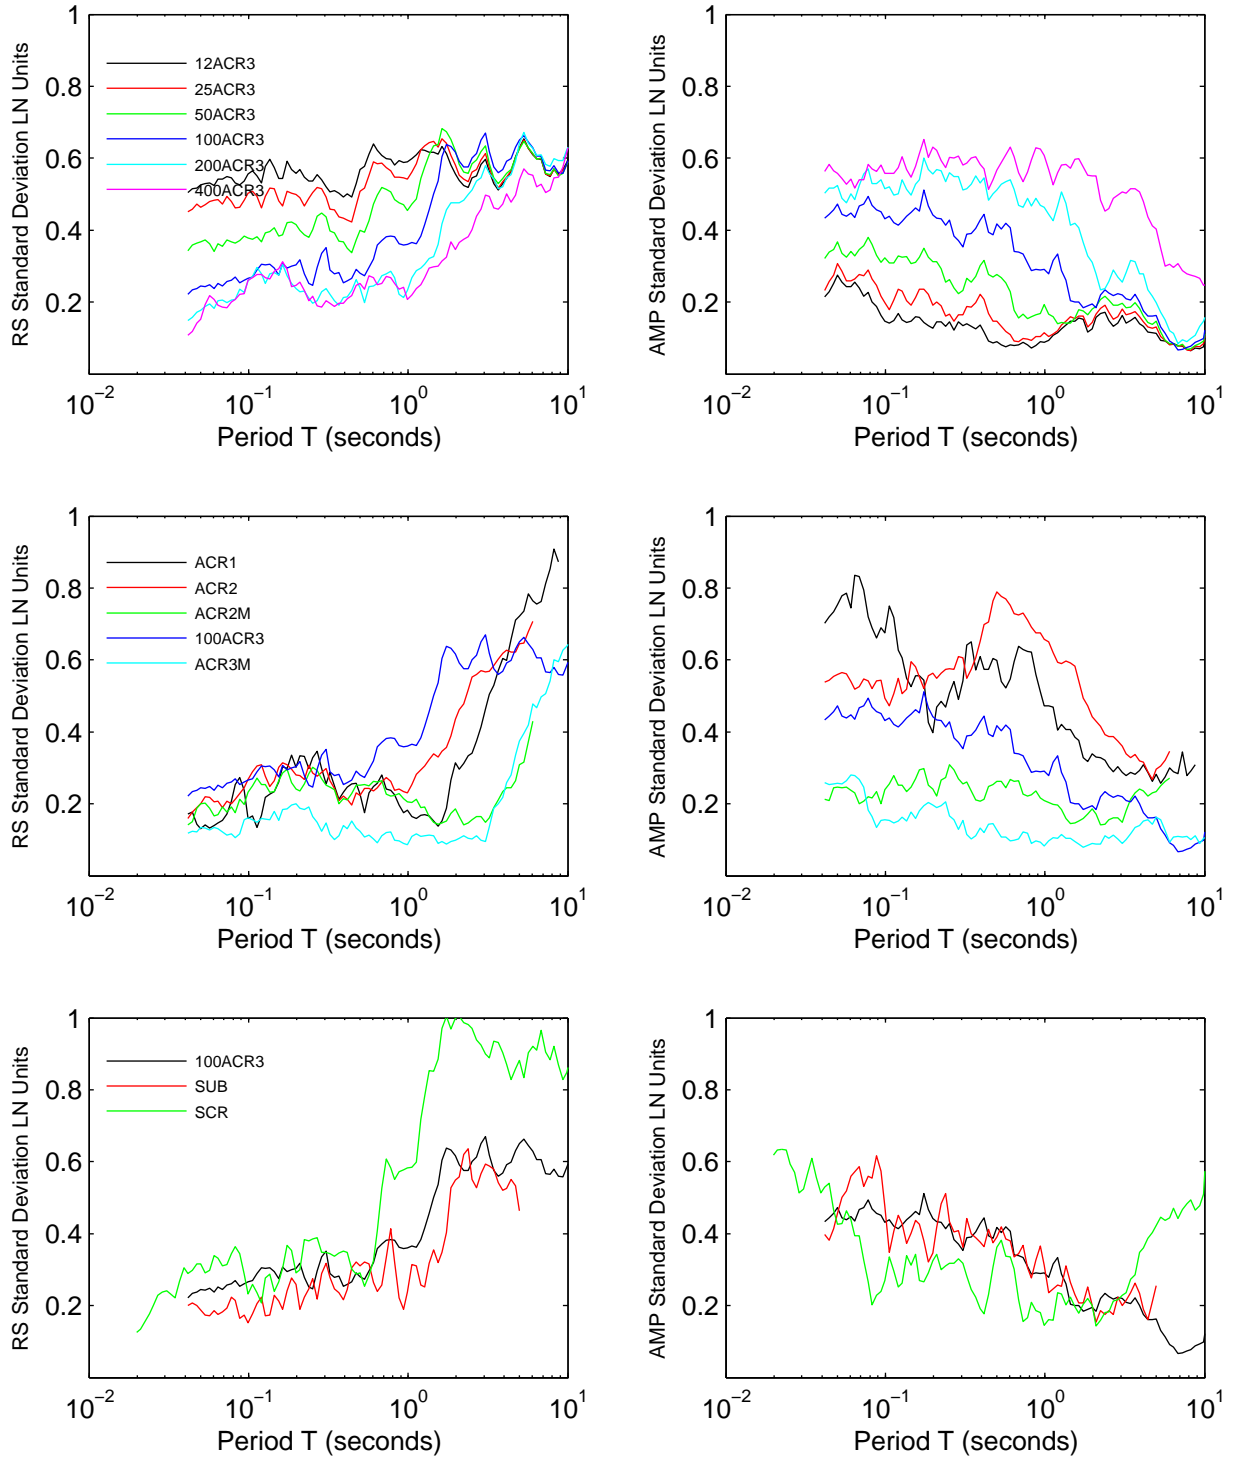 RS Standard Deviation LN Units
1
0.8
0.6
0.4
0.2
12ACR3
25ACR3
50ACR3
100ACR3
200ACR3
400ACR3
10^-2
10^-1
10^0
10^1
Period T (seconds)
AMP Standard Deviation LN Units
1
0.8
0.6
0.4
0.2
10^-2
10^-1
10^0
10^1
Period T (seconds)
RS Standard Deviation LN Units
1
0.8
0.6
0.4
0.2
ACR1
ACR2
ACR2M
100ACR3
ACR3M
10^-2
10^-1
10^0
10^1
Period T (seconds)
AMP Standard Deviation LN Units
1
0.8
0.6
0.4
0.2
10^-2
10^-1
10^0
10^1
Period T (seconds)
RS Standard Deviation LN Units
1
0.8
0.6
0.4
0.2
100ACR3
SUB
SCR
10^-2
10^-1
10^0
10^1
Period T (seconds)
AMP Standard Deviation LN Units
1
0.8
0.6
0.4
0.2
10^-2
10^-1
10^0
10^1
Period T (seconds)